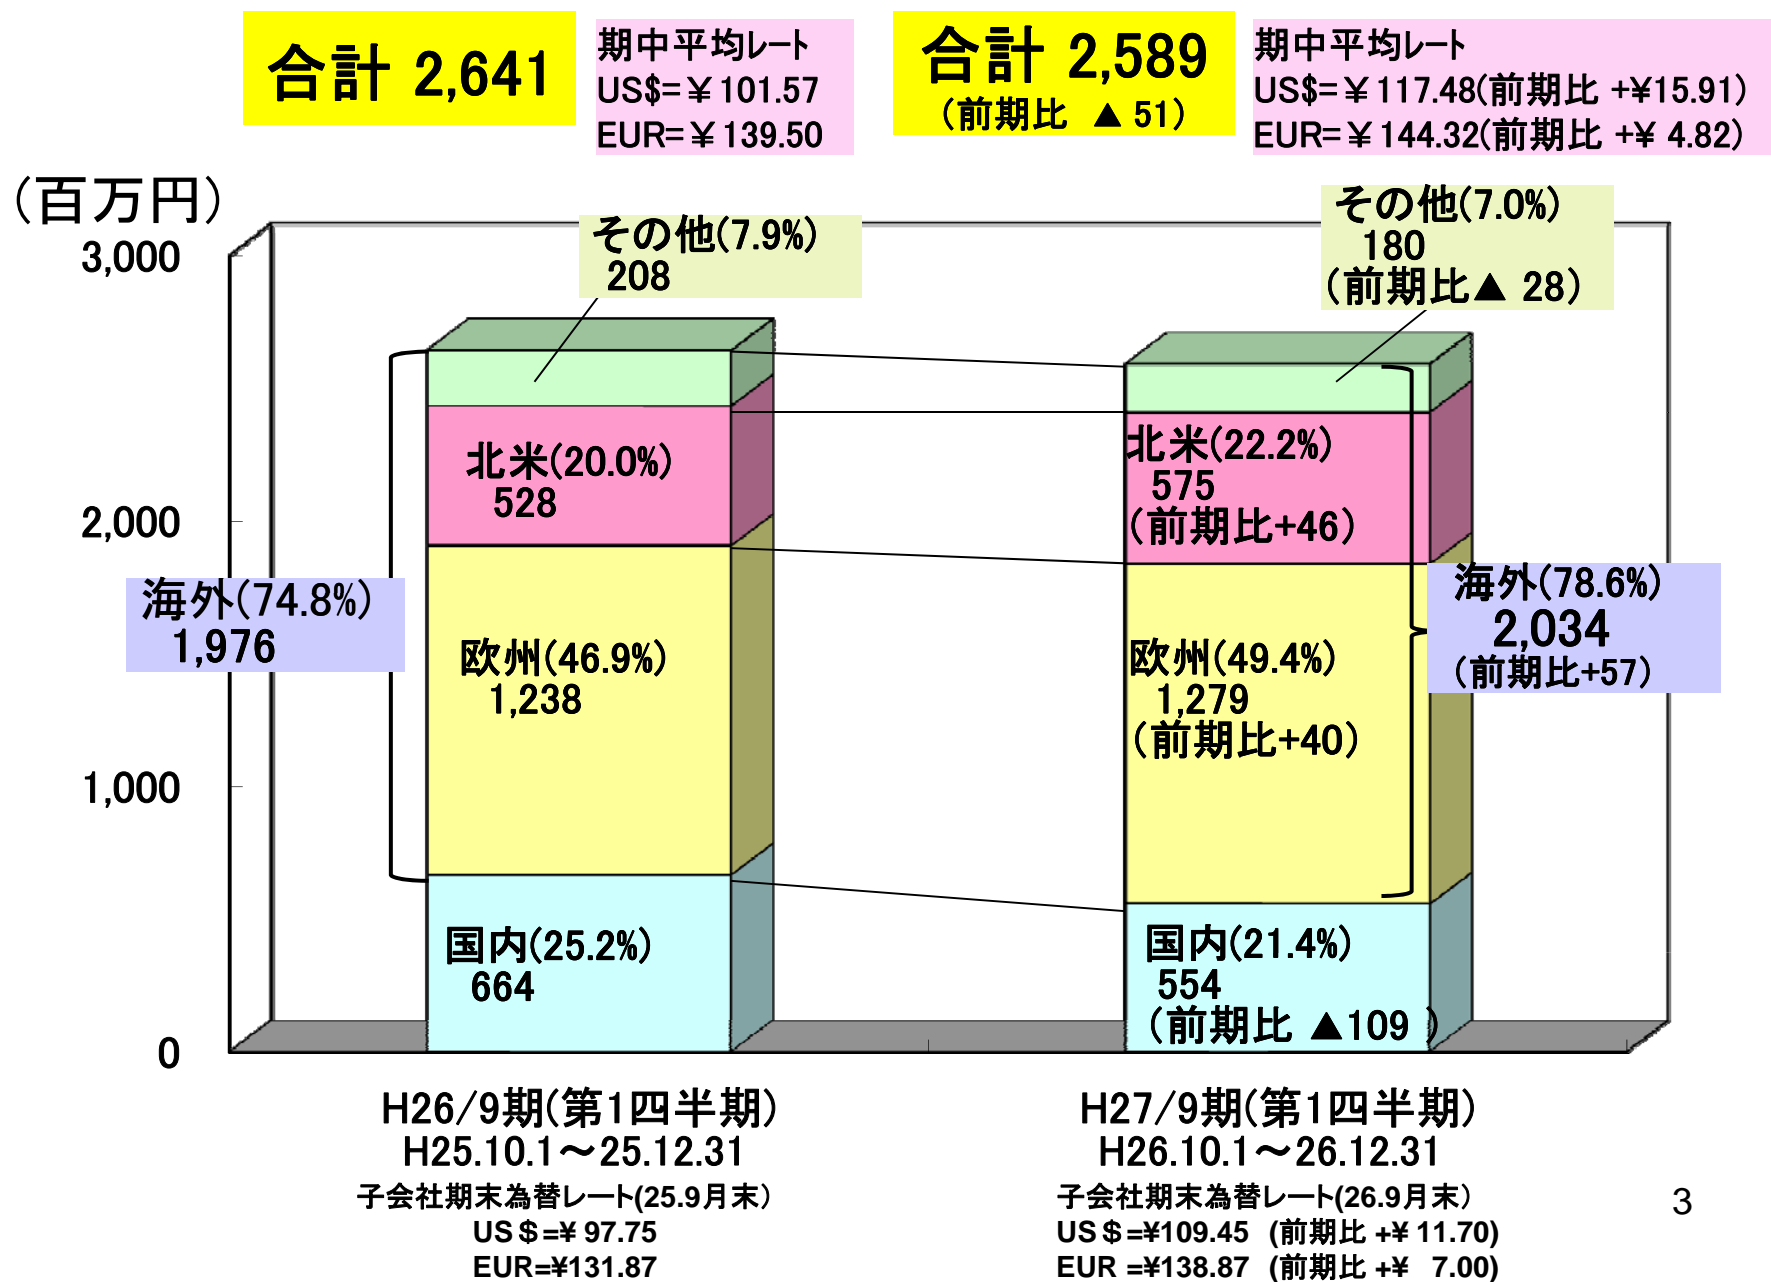 合計 2,641
期中平均レート
US$=￥101.57
EUR=￥139.50
合計 2,589
(前期比 ▲ 51)
期中平均レート
US$=￥117.48(前期比 +¥15.91)
EUR=￥144.32(前期比 +¥ 4.82)
(百万円)
3,000
2,000
1,000
0
その他(7.9%)
208
北米(20.0%)
528
海外(74.8%)
1,976
欧州(46.9%)
1,238
国内(25.2%)
664
その他(7.0%)
180
(前期比▲ 28)
北米(22.2%)
575
(前期比+46)
海外(78.6%)
2,034
(前期比+57)
欧州(49.4%)
1,279
(前期比+40)
国内(21.4%)
554
(前期比 ▲109 )
H26/9期(第1四半期)
H25.10.1～25.12.31
子会社期末為替レート(25.9月末)
US＄=¥ 97.75
EUR=¥131.87
H27/9期(第1四半期)
H26.10.1～26.12.31
子会社期末為替レート(26.9月末)
US＄=¥109.45 (前期比 +¥ 11.70)
EUR =¥138.87 (前期比 +¥ 7.00)
3